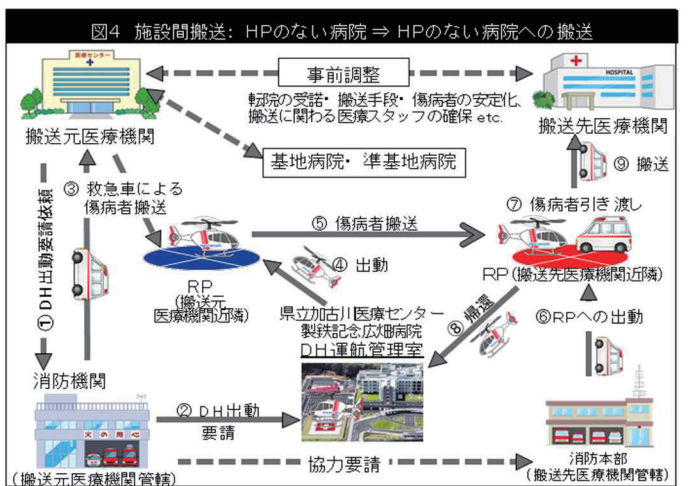 図4 施設間搬送: HPのない病院 ⇒ HPのない病院への搬送
医療センター
事前調整
HOSPITAL
転院の受諾・搬送手段・傷病者の安定化、
搬送に関わる医療スタッフの確保 etc.
搬送元医療機関
搬送先医療機関
基地病院・準基地病院
① DH出動要請依頼
③ 救急車による
傷病者搬送
⑤ 傷病者搬送
⑨ 搬送
⑦ 傷病者引き渡し
④ 出動
RP
(搬送元
医療機関近隣)
RP(搬送先医療機関近隣)
県立加古川医療センター
製鉄記念広畑病院
DH運航管理室
⑧ 帰還
⑥RPへの出動
消防機関
② DH出動
要請
火の用心
(搬送元医療機関管轄)
協力要請
消防本部
(搬送先医療機関管轄)